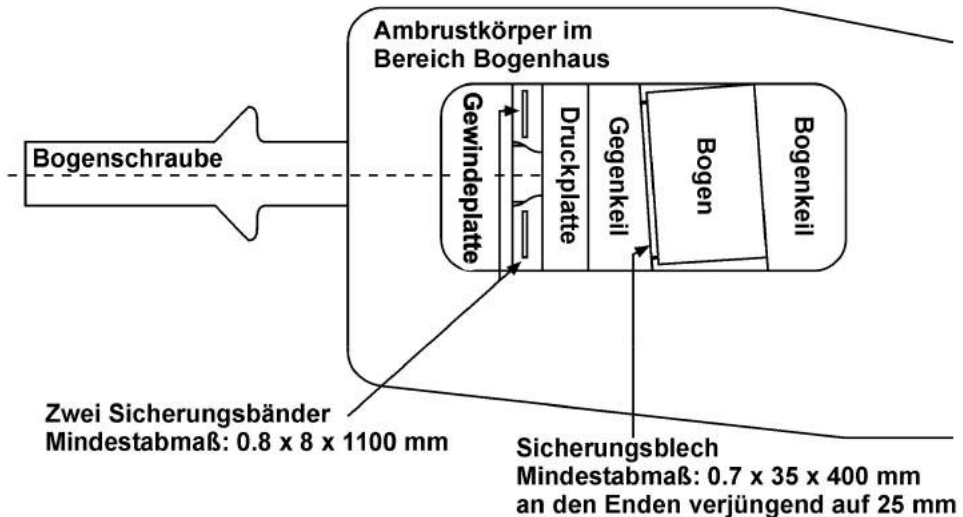 Ambrustkörper im
Bereich Bogenhaus
Bogenschraube
Gewindeplatte
Druckplatte
Gegenkeil
Bogen
Bogenkeil
Zwei Sicherungsbänder
Mindestabmaß: 0.8 x 8 x 1100 mm
Sicherungsblech
Mindestabmaß: 0.7 x 35 x 400 mm
an den Enden verjüngend auf 25 mm